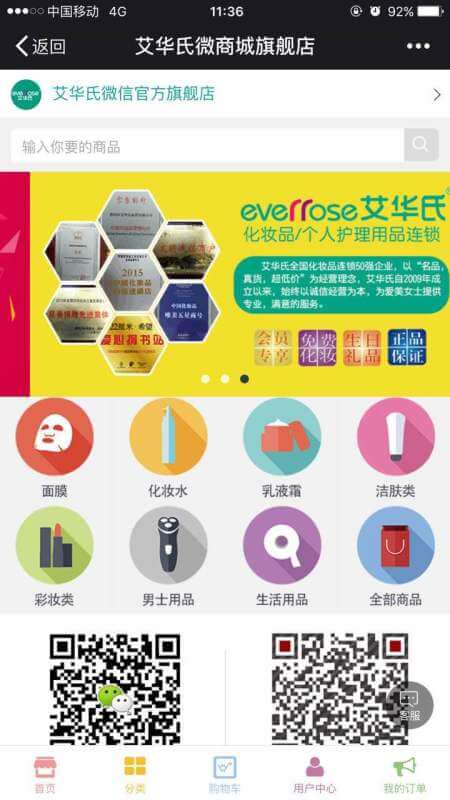 中国移动 4G 11:36 92%
返回 艾华氏微商城旗舰店
everrose
艾华氏
艾华氏微信官方旗舰店
输入你要的商品
2015
everrose艾华氏
化妆品/个人护理用品连锁
艾华氏全国化妆品连锁50强企业，以“名品，
真货，超低价”为经营理念，艾华氏自2009年
成立以来，始终以诚信经营为本，为爱美女士提供
专业，满意的服务。
会员 免费 生日 正品
专享 化妆 礼品 保证
面膜 化妆水 乳液霜 洁肤类
彩妆类 男士用品 生活用品 全部商品
客服
首页 分类 购物车 用户中心 我的订单